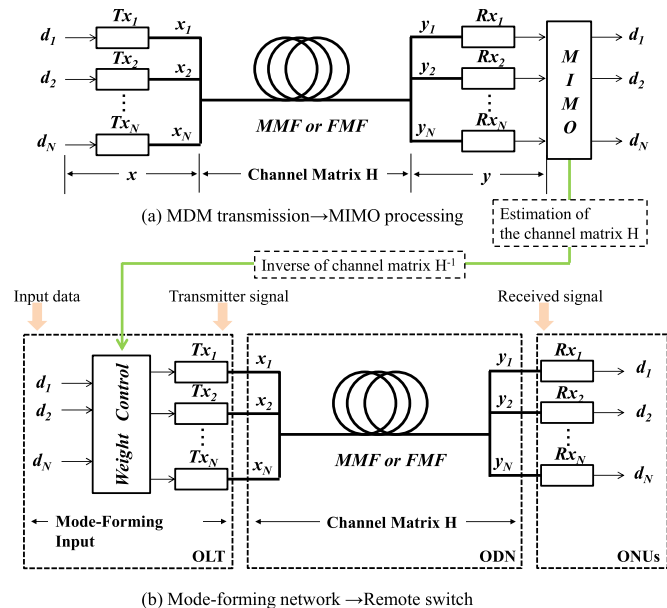 d1 Tx1 x1 y1 Rx1 d1
d2 Tx2 x2 y2 Rx2 d2
⋮ ⋮
dN TxN xN MMF or FMF yN RxN dN
MIMO
x Channel Matrix H y
(a) MDM transmission→MIMO processing
Estimation of
the channel matrix H
Inverse of channel matrix H-1
Input data Transmitter signal Received signal
d1 Tx1 x1 y1 Rx1 d1
d2 Tx2 x2 y2 Rx2 d2
⋮ ⋮
dN TxN xN MMF or FMF yN RxN dN
Weight Control
Mode-Forming Channel Matrix H
Input
OLT ODN ONUs
(b) Mode-forming network →Remote switch